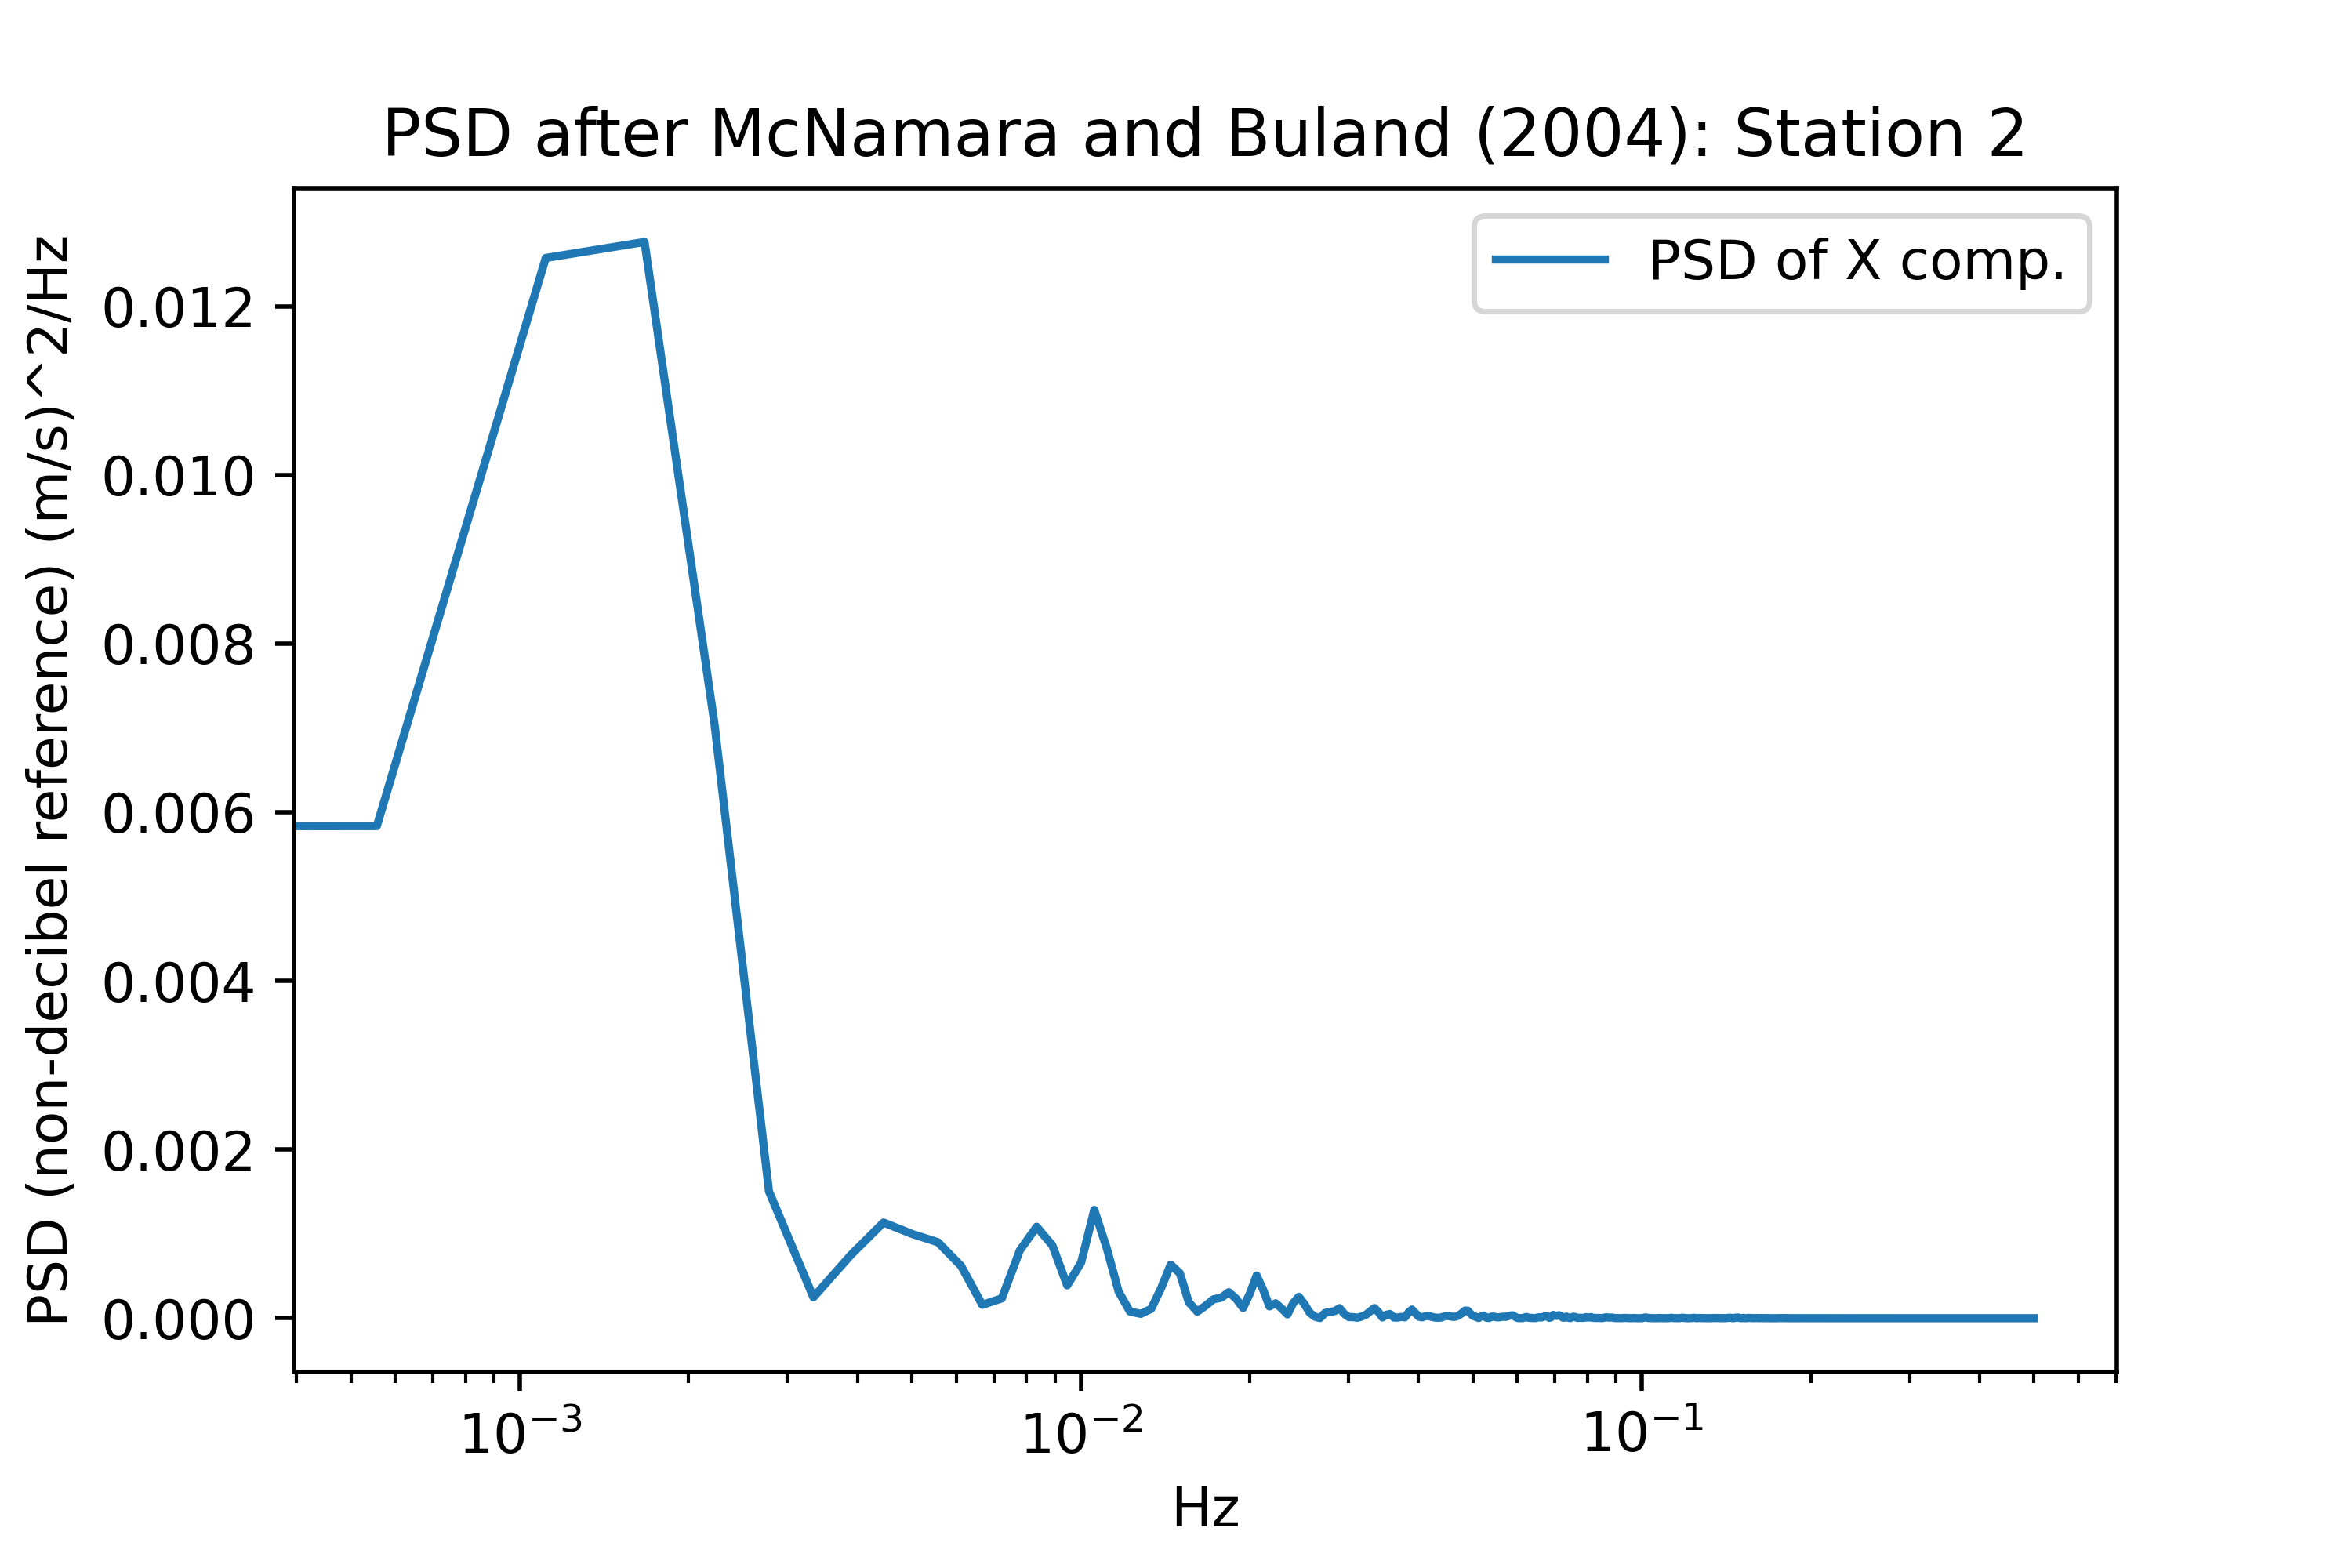 PSD after McNamara and Buland (2004): Station 2
PSD of X comp.
PSD (non-decibel reference) (m/s)^2/Hz
0.012
0.010
0.008
0.006
0.004
0.002
0.000
10⁻³ 10⁻² 10⁻¹
Hz